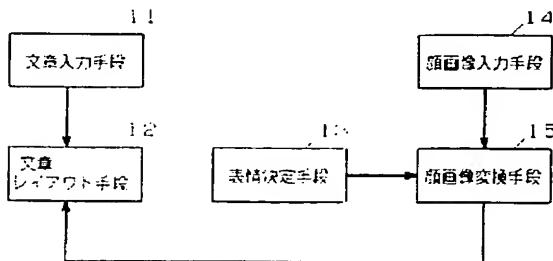 11
文章入力手段
14
顔画像入力手段
12
文章
レイアウト手段
13
表情決定手段
15
顔画像変換手段